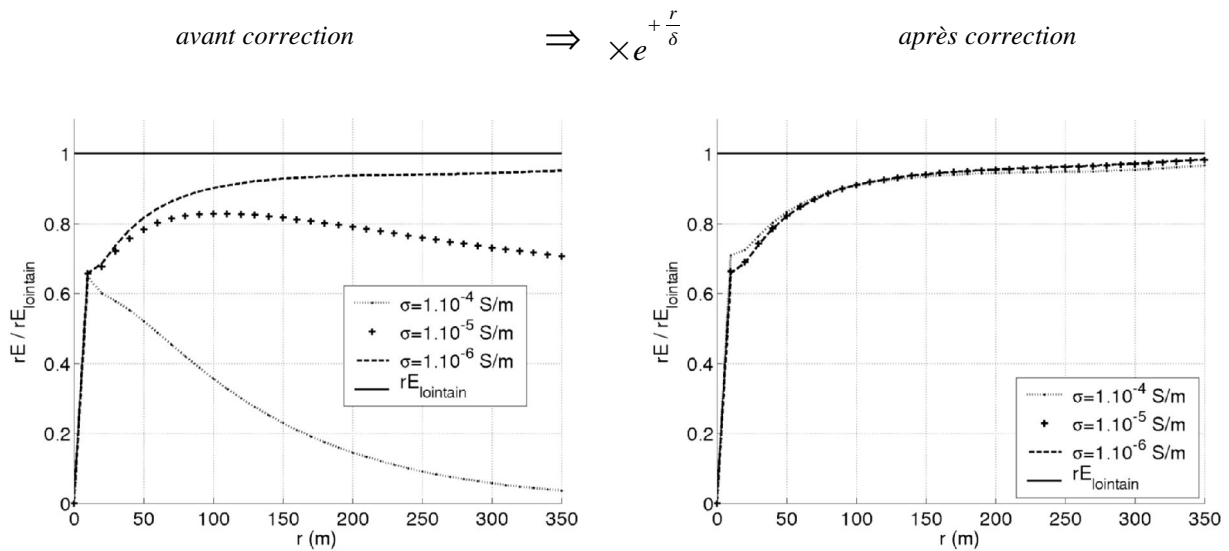 avant correction ⇒ ×e^{+ r/δ} après correction
1
0.8
0.6
0.4
0.2
0
rE / rE_lointain
0 50 100 150 200 250 300 350
r (m)
σ=1.10^-4 S/m
σ=1.10^-5 S/m
σ=1.10^-6 S/m
rE_lointain
1
0.8
0.6
0.4
0.2
0
rE / rE_lointain
0 50 100 150 200 250 300 350
r (m)
σ=1.10^-4 S/m
σ=1.10^-5 S/m
σ=1.10^-6 S/m
rE_lointain